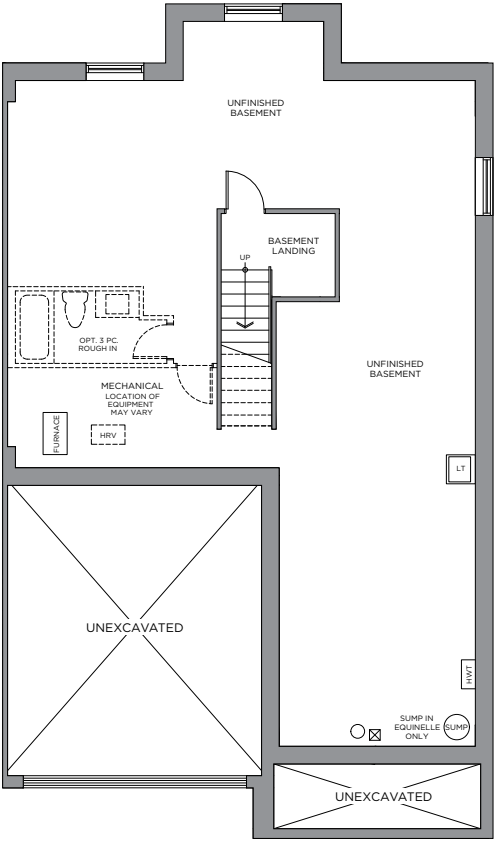 UNFINISHED
BASEMENT
BASEMENT
LANDING
UP
OPT. 3 PC.
ROUGH IN
UNFINISHED
BASEMENT
MECHANICAL
LOCATION OF
EQUIPMENT
MAY VARY
FURNACE
HRV
LT
UNEXCAVATED
HWT
SUMP IN
EQUINELLE
ONLY
SUMP
UNEXCAVATED